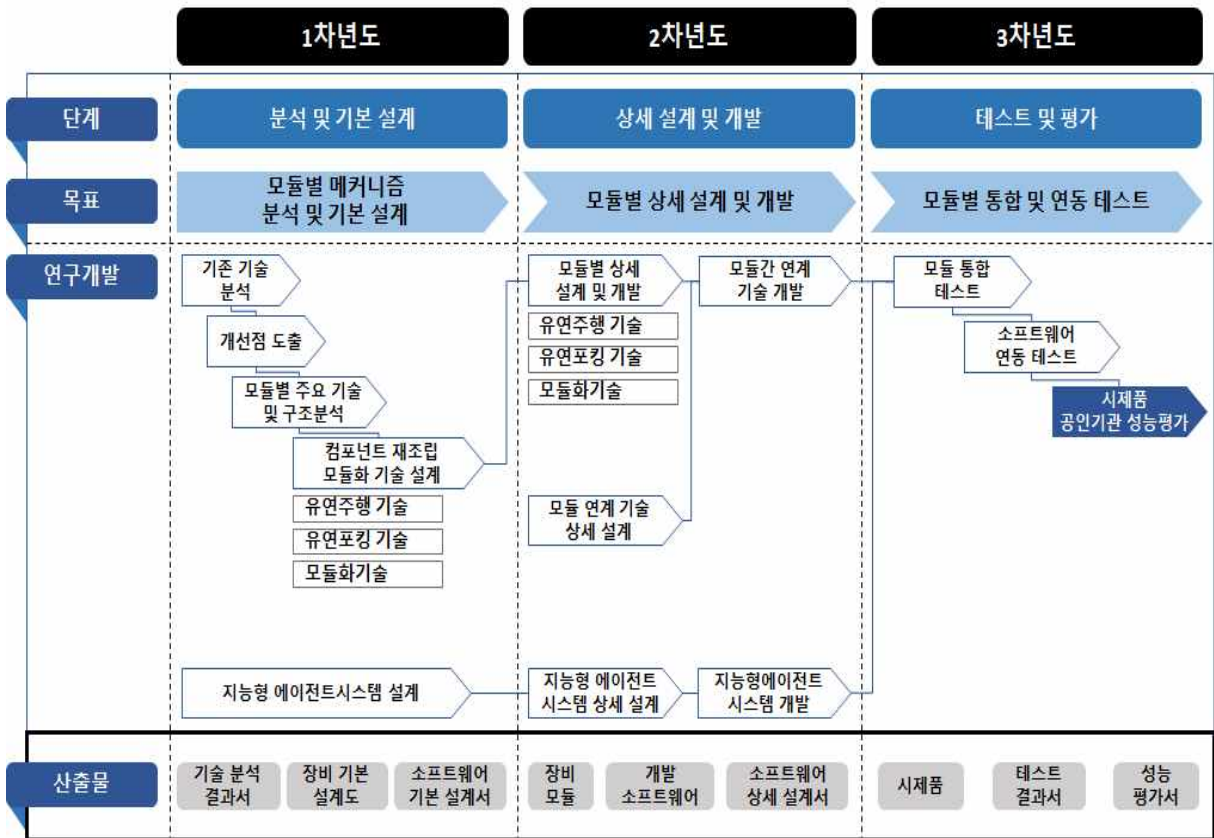 1차년도
2차년도
3차년도
단계
분석 및 기본 설계
상세 설계 및 개발
테스트 및 평가
목표
모듈별 메커니즘
분석 및 기본 설계
모듈별 상세 설계 및 개발
모듈별 통합 및 연동 테스트
연구개발
기존 기술
분석
개선점 도출
모듈별 주요 기술
및 구조분석
컴포넌트 재조립
모듈화 기술 설계
유연주행 기술
유연포킹 기술
모듈화기술
지능형 에이전트시스템 설계
모듈별 상세
설계 및 개발
유연주행 기술
유연포킹 기술
모듈화기술
모듈 연계 기술
상세 설계
모듈간 연계
기술 개발
지능형 에이전트
시스템 상세 설계
지능형에이전트
시스템 개발
모듈 통합
테스트
소프트웨어
연동 테스트
시제품
공인기관 성능평가
산출물
기술 분석
결과서
장비 기본
설계도
소프트웨어
기본 설계서
장비
모듈
개발
소프트웨어
소프트웨어
상세 설계서
시제품
테스트
결과서
성능
평가서